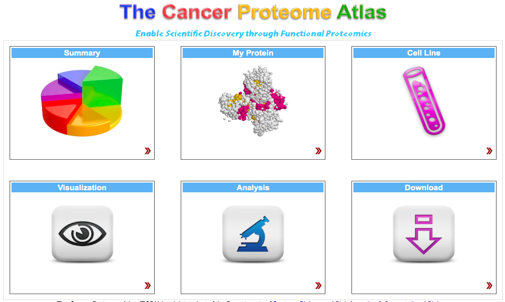 The Cancer Proteome Atlas
Enable Scientific Discovery through Functional Proteomics
Summary
My Protein
Cell Line
Visualization
Analysis
Download